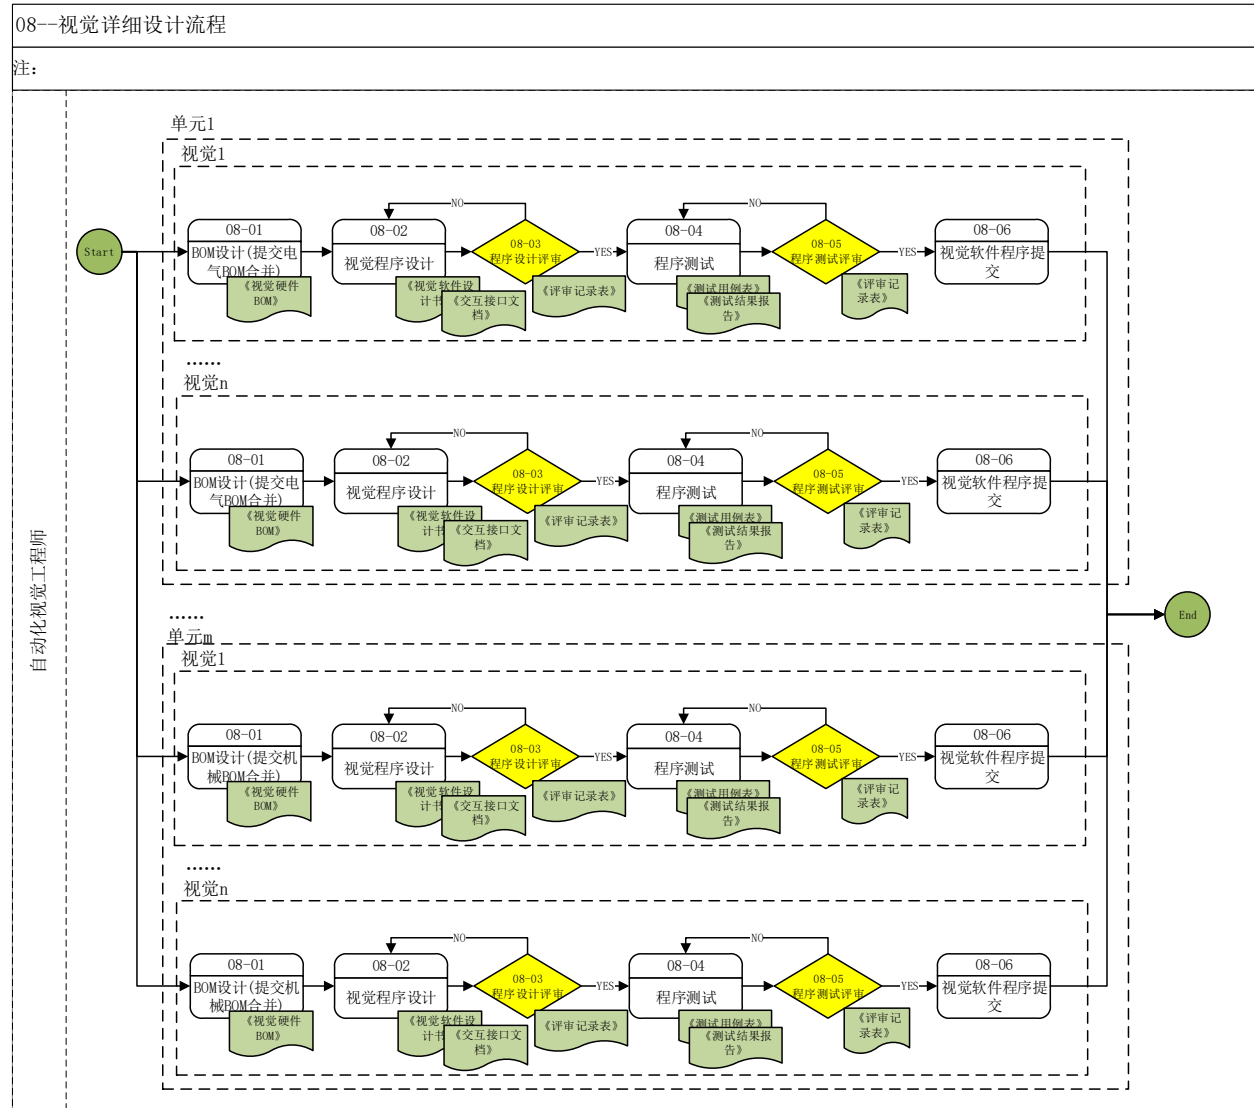 08--视觉详细设计流程
注:
自动化视觉工程师
Start
单元1
视觉1
08-01
BOM设计(提交电
气BOM合并)
《视觉硬件
BOM》
08-02
视觉程序设计
《视觉软件设
计书
《交互接口文
档》
NO
08-03
程序设计评审
《评审记录表》
YES
08-04
程序测试
《测试用例表》
《测试结果报
告》
NO
08-05
程序测试评审
《评审记
录表》
YES
08-06
视觉软件程序提
交
......
视觉n
08-01
BOM设计(提交电
气BOM合并)
《视觉硬件
BOM》
08-02
视觉程序设计
《视觉软件设
计书
《交互接口文
档》
NO
08-03
程序设计评审
《评审记录表》
YES
08-04
程序测试
《测试用例表》
《测试结果报
告》
NO
08-05
程序测试评审
《评审记
录表》
YES
08-06
视觉软件程序提
交
......
单元m
视觉1
08-01
BOM设计(提交机
械BOM合并)
《视觉硬件
BOM》
08-02
视觉程序设计
《视觉软件设
计书
《交互接口文
档》
NO
08-03
程序设计评审
《评审记录表》
YES
08-04
程序测试
《测试用例表》
《测试结果报
告》
NO
08-05
程序测试评审
《评审记
录表》
YES
08-06
视觉软件程序提
交
......
视觉n
08-01
BOM设计(提交机
械BOM合并)
《视觉硬件
BOM》
08-02
视觉程序设计
《视觉软件设
计书
《交互接口文
档》
NO
08-03
程序设计评审
《评审记录表》
YES
08-04
程序测试
《测试用例表》
《测试结果报
告》
NO
08-05
程序测试评审
《评审记
录表》
YES
08-06
视觉软件程序提
交
End